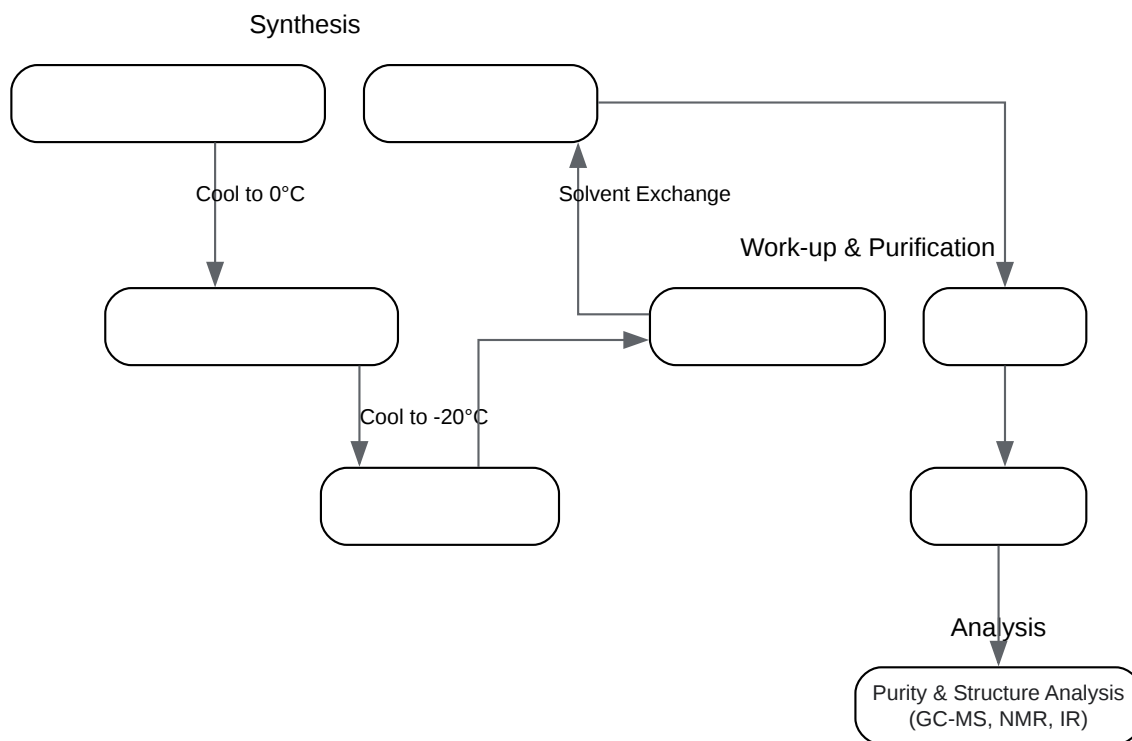 Synthesis
Cool to 0°C
Solvent Exchange
Work-up & Purification
Cool to -20°C
Analysis
Purity & Structure Analysis
(GC-MS, NMR, IR)